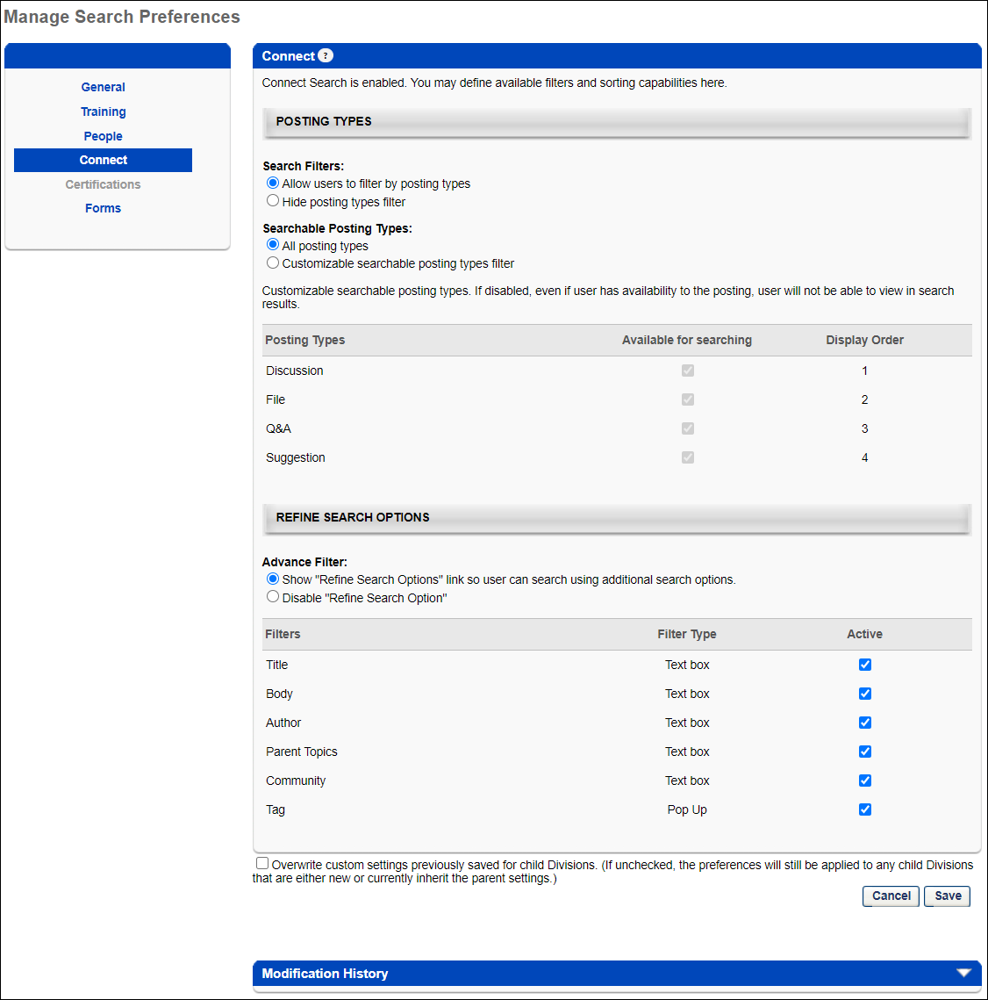 Manage Search Preferences
General
Training
People
Connect
Certifications
Forms
Connect ?
Connect Search is enabled. You may define available filters and sorting capabilities here.
POSTING TYPES
Search Filters:
Allow users to filter by posting types
Hide posting types filter
Searchable Posting Types:
All posting types
Customizable searchable posting types filter
Customizable searchable posting types. If disabled, even if user has availability to the posting, user will not be able to view in search
results.
Posting Types Available for searching Display Order
Discussion 1
File 2
Q&A 3
Suggestion 4
REFINE SEARCH OPTIONS
Advance Filter:
Show "Refine Search Options" link so user can search using additional search options.
Disable "Refine Search Option"
Filters Filter Type Active
Title Text box
Body Text box
Author Text box
Parent Topics Text box
Community Text box
Tag Pop Up
Overwrite custom settings previously saved for child Divisions. (If unchecked, the preferences will still be applied to any child Divisions
that are either new or currently inherit the parent settings.)
Cancel Save
Modification History